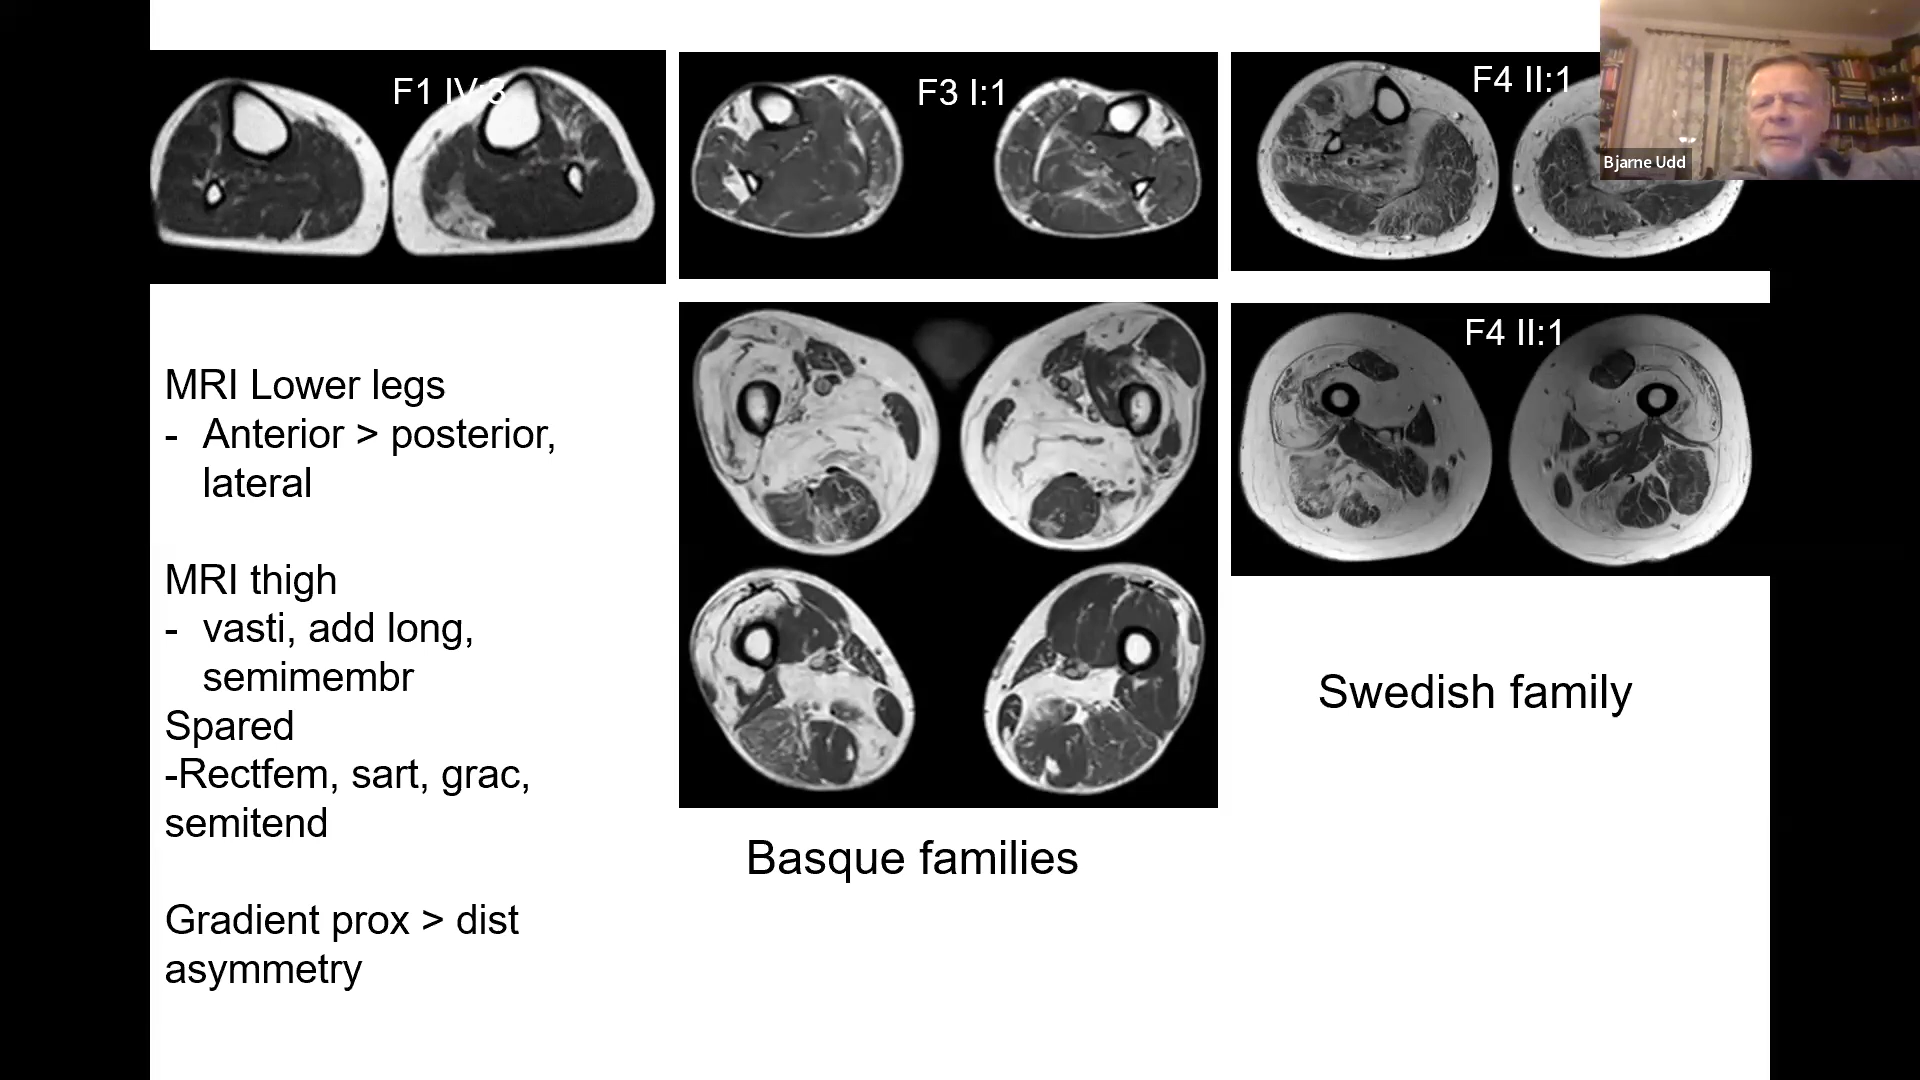 F1 IV:3
F3 I:1
F4 II:1
Bjarne Udd
F4 II:1
MRI Lower legs
- Anterior > posterior,
lateral
MRI thigh
- vasti, add long,
semimembr
Spared
-Rectfem, sart, grac,
semitend
Gradient prox > dist
asymmetry
Basque families
Swedish family